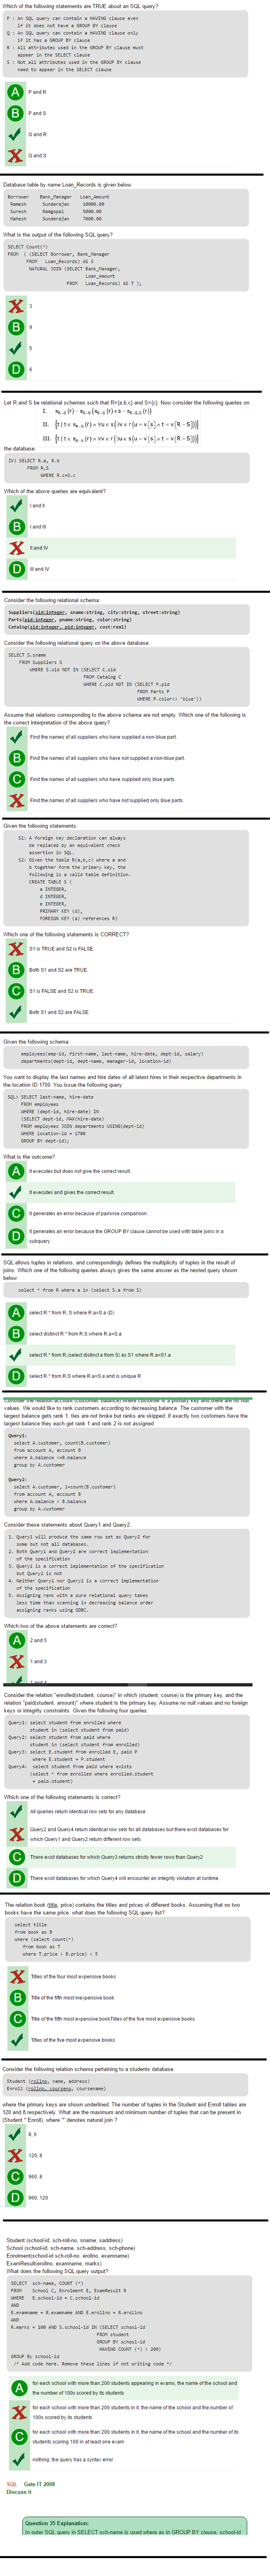 Which of the following statements are TRUE about an SQL query?
P : An SQL query can contain a HAVING clause even
if it does not have a GROUP BY clause
Q : An SQL query can contain a HAVING clause only
if it has a GROUP BY clause
R : All attributes used in the GROUP BY clause must
appear in the SELECT clause
S : Not all attributes used in the GROUP BY clause
need to appear in the SELECT clause
A P and R
B P and S
Q and R
Q and S
Database table by name Loan_Records is given below.
Borrower Bank_Manager Loan_Amount
Ramesh Sunderajan 10000.00
Suresh Ramgopal 5000.00
Mahesh Sunderajan 7000.00
What is the output of the following SQL query?
SELECT Count(*)
FROM ( (SELECT Borrower, Bank_Manager
FROM Loan_Records) AS S
NATURAL JOIN (SELECT Bank_Manager,
Loan_Amount
FROM Loan_Records) AS T );
3
B 9
5
D 6
Let R and S be relational schemes such that R={a,b,c} and S={c}. Now consider the following queries on
the database:
IV) SELECT R.a, R.b
FROM R,S
WHERE R.c=S.c
Which of the above queries are equivalent?
I and II
B I and III
II and IV
D III and IV
Consider the following relational schema:
Suppliers(sid:integer, sname:string, city:string, street:string)
Parts(pid:integer, pname:string, color:string)
Catalog(sid:integer, pid:integer, cost:real)
Consider the following relational query on the above database:
SELECT S.sname
FROM Suppliers S
WHERE S.sid NOT IN (SELECT C.sid
FROM Catalog C
WHERE C.pid NOT IN (SELECT P.pid
FROM Parts P
WHERE P.color<> 'blue'))
Assume that relations corresponding to the above schema are not empty. Which one of the following is
the correct interpretation of the above query?
Find the names of all suppliers who have supplied a non-blue part.
B Find the names of all suppliers who have not supplied a non-blue part.
C Find the names of all suppliers who have supplied only blue parts.
Find the names of all suppliers who have not supplied only blue parts.
Given the following statements:
S1: A foreign key declaration can always
be replaced by an equivalent check
assertion in SQL.
S2: Given the table R(a,b,c) where a and
b together form the primary key, the
following is a valid table definition.
CREATE TABLE S (
a INTEGER,
d INTEGER,
e INTEGER,
PRIMARY KEY (d),
FOREIGN KEY (a) references R)
Which one of the following statements is CORRECT?
S1 is TRUE and S2 is FALSE.
B Both S1 and S2 are TRUE.
C S1 is FALSE and S2 is TRUE.
Both S1 and S2 are FALSE.
Given the following schema:
employees(emp-id, first-name, last-name, hire-date, dept-id, salary)
departments(dept-id, dept-name, manager-id, location-id)
You want to display the last names and hire dates of all latest hires in their respective departments in
the location ID 1700. You issue the following query:
SQL> SELECT last-name, hire-date
FROM employees
WHERE (dept-id, hire-date) IN
(SELECT dept-id, MAX(hire-date)
FROM employees JOIN departments USING(dept-id)
WHERE location-id = 1700
GROUP BY dept-id);
What is the outcome?
A It executes but does not give the correct result.
It executes and gives the correct result.
C It generates an error because of pairwise comparison.
D It generates an error because the GROUP BY clause cannot be used with table joins in a
subquery
SQL allows tuples in relations, and correspondingly defines the multiplicity of tuples in the result of
joins. Which one of the following queries always gives the same answer as the nested query shown
below:
select * from R where a in (select S.a from S)
A select R.* from R, S where R.a=S.a (D)
B select distinct R.* from R,S where R.a=S.a
select R.* from R,(select distinct a from S) as S1 where R.a=S1.a
D select R.* from R,S where R.a=S.a and is unique R
Consider the relation account (customer, balance) where customer is a primary key and there are no null
values. We would like to rank customers according to decreasing balance. The customer with the
largest balance gets rank 1. ties are not broke but ranks are skipped: if exactly two customers have the
largest balance they each get rank 1 and rank 2 is not assigned
Query1:
select A.customer, count(B.customer)
from account A, account B
where A.balance <=B.balance
group by A.customer
Query2:
select A.customer, 1+count(B.customer)
from account A, account B
where A.balance < B.balance
group by A.customer
Consider these statements about Query1 and Query2.
1. Query1 will produce the same row set as Query2 for
some but not all databases.
2. Both Query1 and Query2 are correct implementation
of the specification
3. Query1 is a correct implementation of the specification
but Query2 is not
4. Neither Query1 nor Query2 is a correct implementation
of the specification
5. Assigning rank with a pure relational query takes
less time than scanning in decreasing balance order
assigning ranks using ODBC.
Which two of the above statements are correct?
A 2 and 5
1 and 3
1 and 4
Consider the relation "enrolled(student, course)" in which (student, course) is the primary key, and the
relation "paid(student, amount)" where student is the primary key. Assume no null values and no foreign
keys or integrity constraints. Given the following four queries:
Query1: select student from enrolled where
student in (select student from paid)
Query2: select student from paid where
student in (select student from enrolled)
Query3: select E.student from enrolled E, paid P
where E.student = P.student
Query4: select student from paid where exists
(select * from enrolled where enrolled.student
= paid.student)
Which one of the following statements is correct?
All queries return identical row sets for any database
Query2 and Query4 return identical row sets for all databases but there exist databases for
which Query1 and Query2 return different row sets.
C There exist databases for which Query3 returns strictly fewer rows than Query2
D There exist databases for which Query4 will encounter an integrity violation at runtime.
The relation book (title, price) contains the titles and prices of different books. Assuming that no two
books have the same price, what does the following SQL query list?
select title
from book as B
where (select count(*)
from book as T
where T.price > B.price) < 5
Titles of the four most expensive books
B Title of the fifth most inexpensive book
C Title of the fifth most expensive bookTitles of the five most expensive books
Titles of the five most expensive books
Consider the following relation schema pertaining to a students database:
Student (rollno, name, address)
Enroll (rollno, courseno, coursename)
where the primary keys are shown underlined. The number of tuples in the Student and Enroll tables are
120 and 8 respectively. What are the maximum and minimum number of tuples that can be present in
(Student * Enroll), where '*' denotes natural join ?
8, 0
120, 8
C 960, 8
D 960, 120
Student (school-id, sch-roll-no, sname, saddress)
School (school-id, sch-name, sch-address, sch-phone)
Enrolment(school-id sch-roll-no, erollno, examname)
ExamResult(erollno, examname, marks)
What does the following SQL query output?
SELECT sch-name, COUNT (*)
FROM School C, Enrolment E, ExamResult R
WHERE E.school-id = C.school-id
AND
E.examname = R.examname AND E.erollno = R.erollno
AND
R.marks = 100 AND S.school-id IN (SELECT school-id
FROM student
GROUP BY school-id
HAVING COUNT (*) > 200)
GROUP By school-id
/* Add code here. Remove these lines if not writing code */
A for each school with more than 200 students appearing in exams, the name of the school and
the number of 100s scored by its students
for each school with more than 200 students in it, the name of the school and the number of
100s scored by its students
C for each school with more than 200 students in it, the name of the school and the number of its
students scoring 100 in at least one exam
nothing; the query has a syntax error
SQL Gate IT 2008
Discuss it
Question 35 Explanation:
In outer SQL query in SELECT sch-name is used where as in GROUP BY clause, school-id